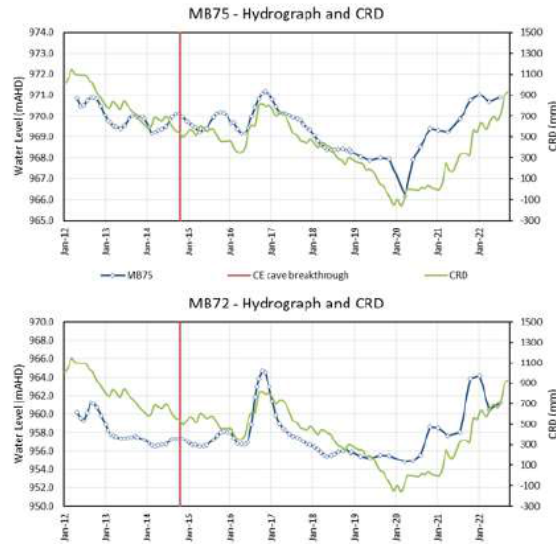 MB75 - Hydrograph and CRD
Water Level (mAHD)
974.0
973.0
972.0
971.0
970.0
969.0
968.0
967.0
966.0
965.0
1500
1300
1100
900
700
500
300
100
-100
-300
CRD (mm)
Jan-12
Jan-13
Jan-14
Jan-15
Jan-16
Jan-17
Jan-18
Jan-19
Jan-20
Jan-21
Jan-22
MB75
CE cave breakthrough
CRD
MB72 - Hydrograph and CRD
Water Level (mAHD)
970.0
968.0
966.0
964.0
962.0
960.0
958.0
956.0
954.0
952.0
950.0
1500
1300
1100
900
700
500
300
100
-100
-300
CRD (mm)
Jan-12
Jan-13
Jan-14
Jan-15
Jan-16
Jan-17
Jan-18
Jan-19
Jan-20
Jan-21
Jan-22